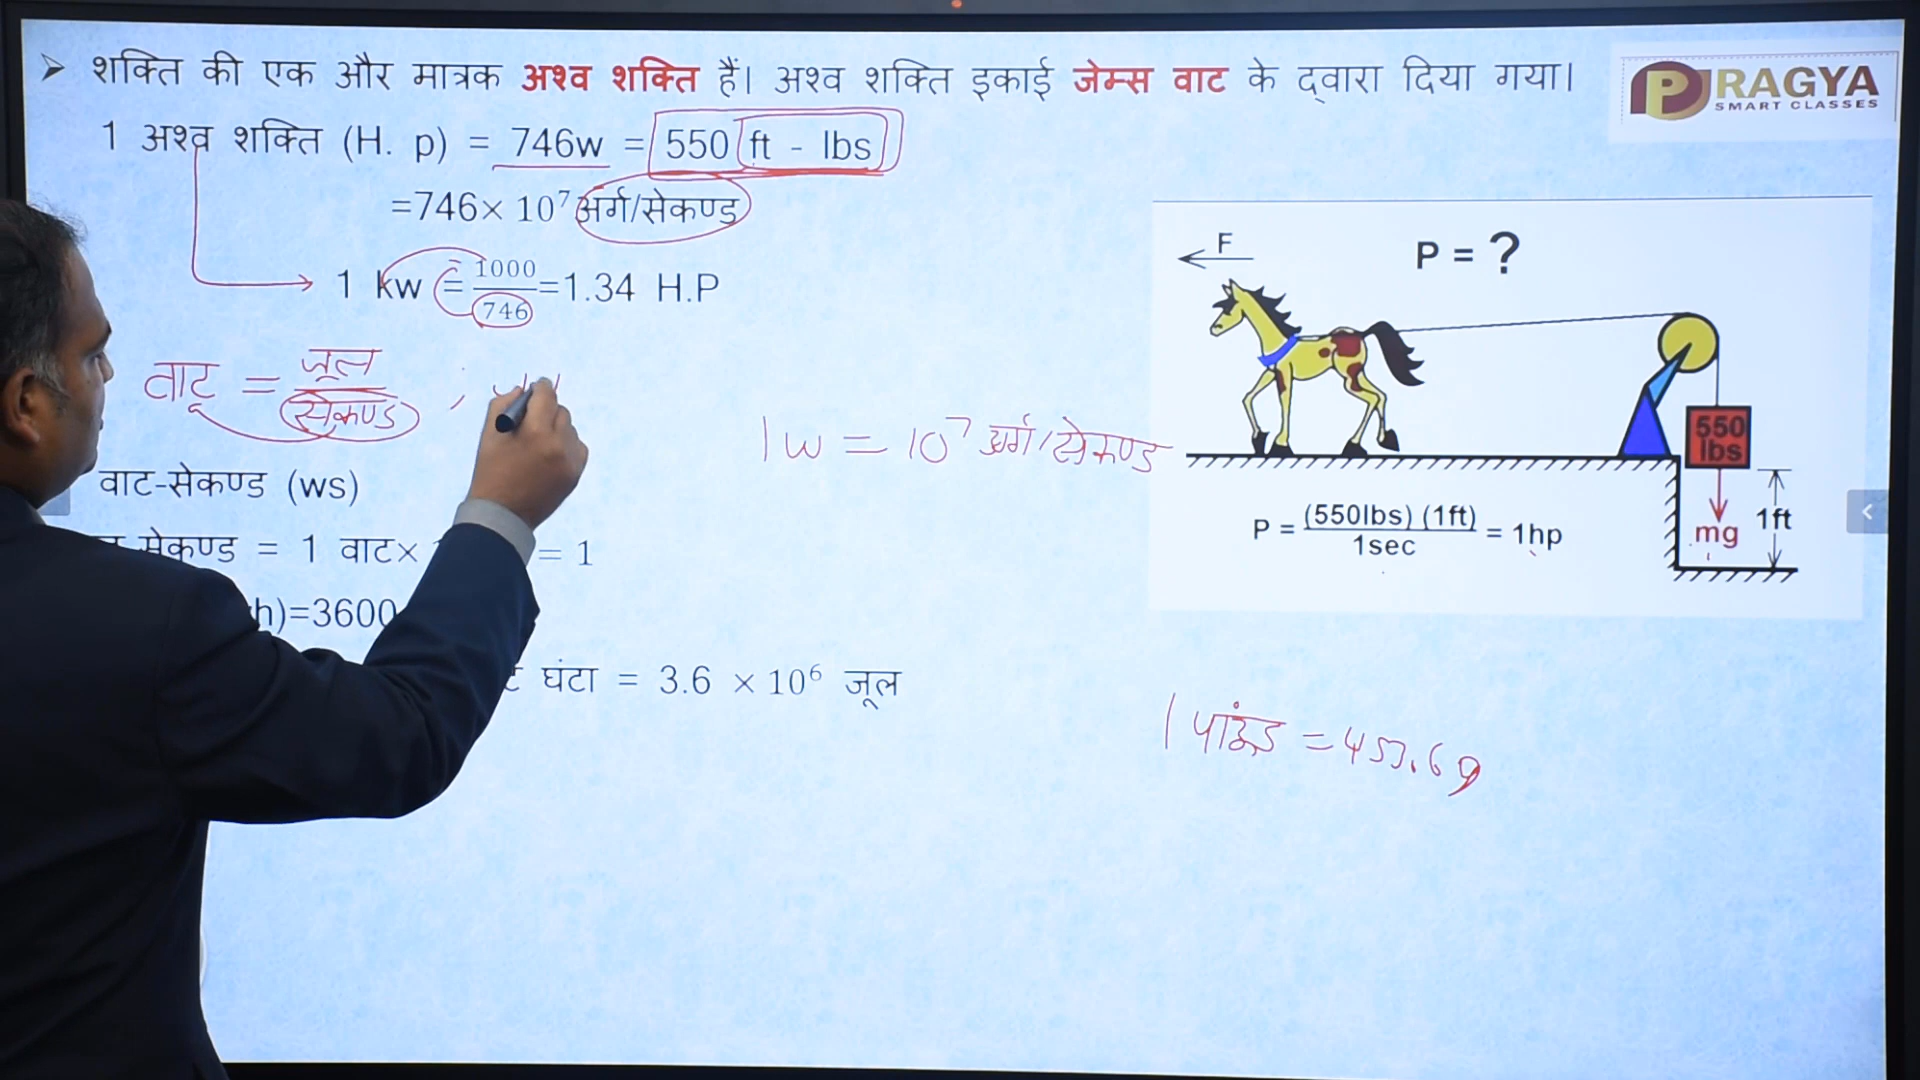 ➤ शक्ति की एक और मात्रक अश्व शक्ति हैं। अश्व शक्ति इकाई जेम्स वाट के द्वारा दिया गया।
PRAGYA
SMART CLASSES
1 अश्व शक्ति (H. p) = 746w = 550 ft - lbs
=746× 10⁷ अर्ग/सेकण्ड
1 kw = 1000/746 =1.34 H.P
वाट = जूल/सेकण्ड ;
1 w = 10⁷ अर्ग/सेकण्ड
वाट-सेकण्ड (ws)
सेकण्ड = 1 वाट× = 1
h)=3600
घंटा = 3.6 × 10⁶ जूल
F
P = ?
550
lbs
mg
1ft
P = (550lbs) (1ft)/1sec = 1hp
1 पाउंड = 453.6 g